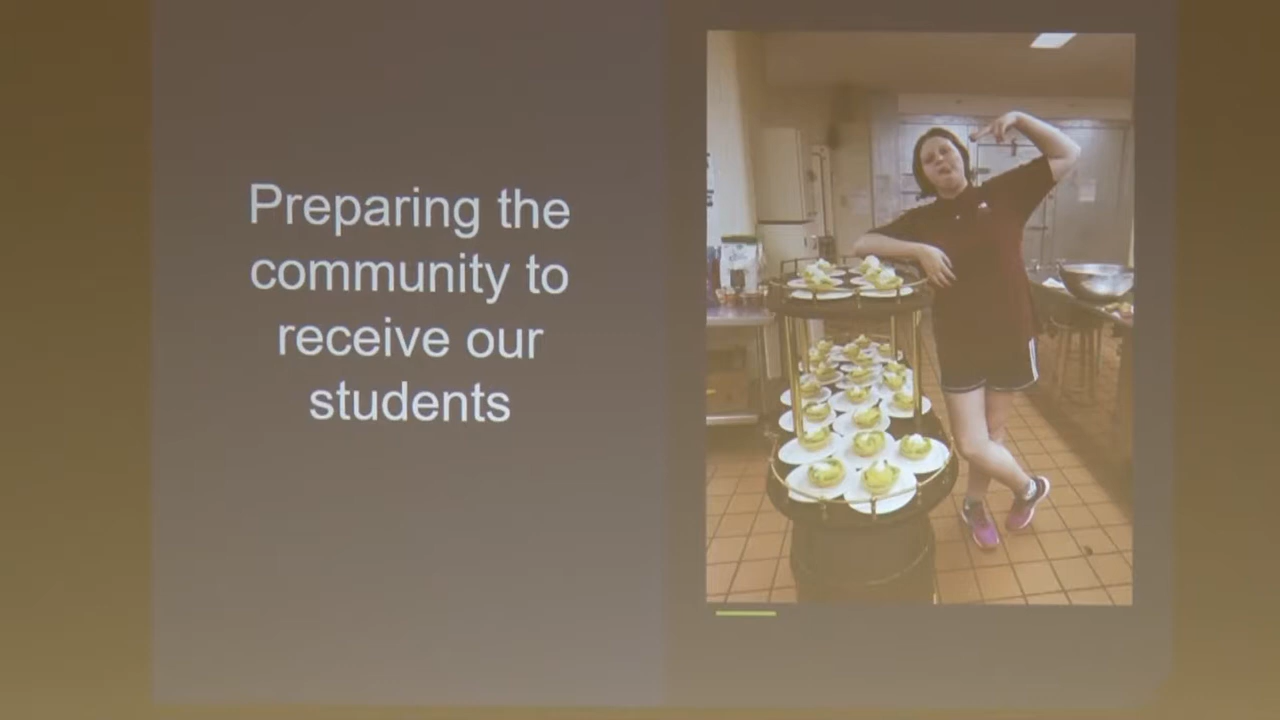 Preparing the
community to
receive our
students